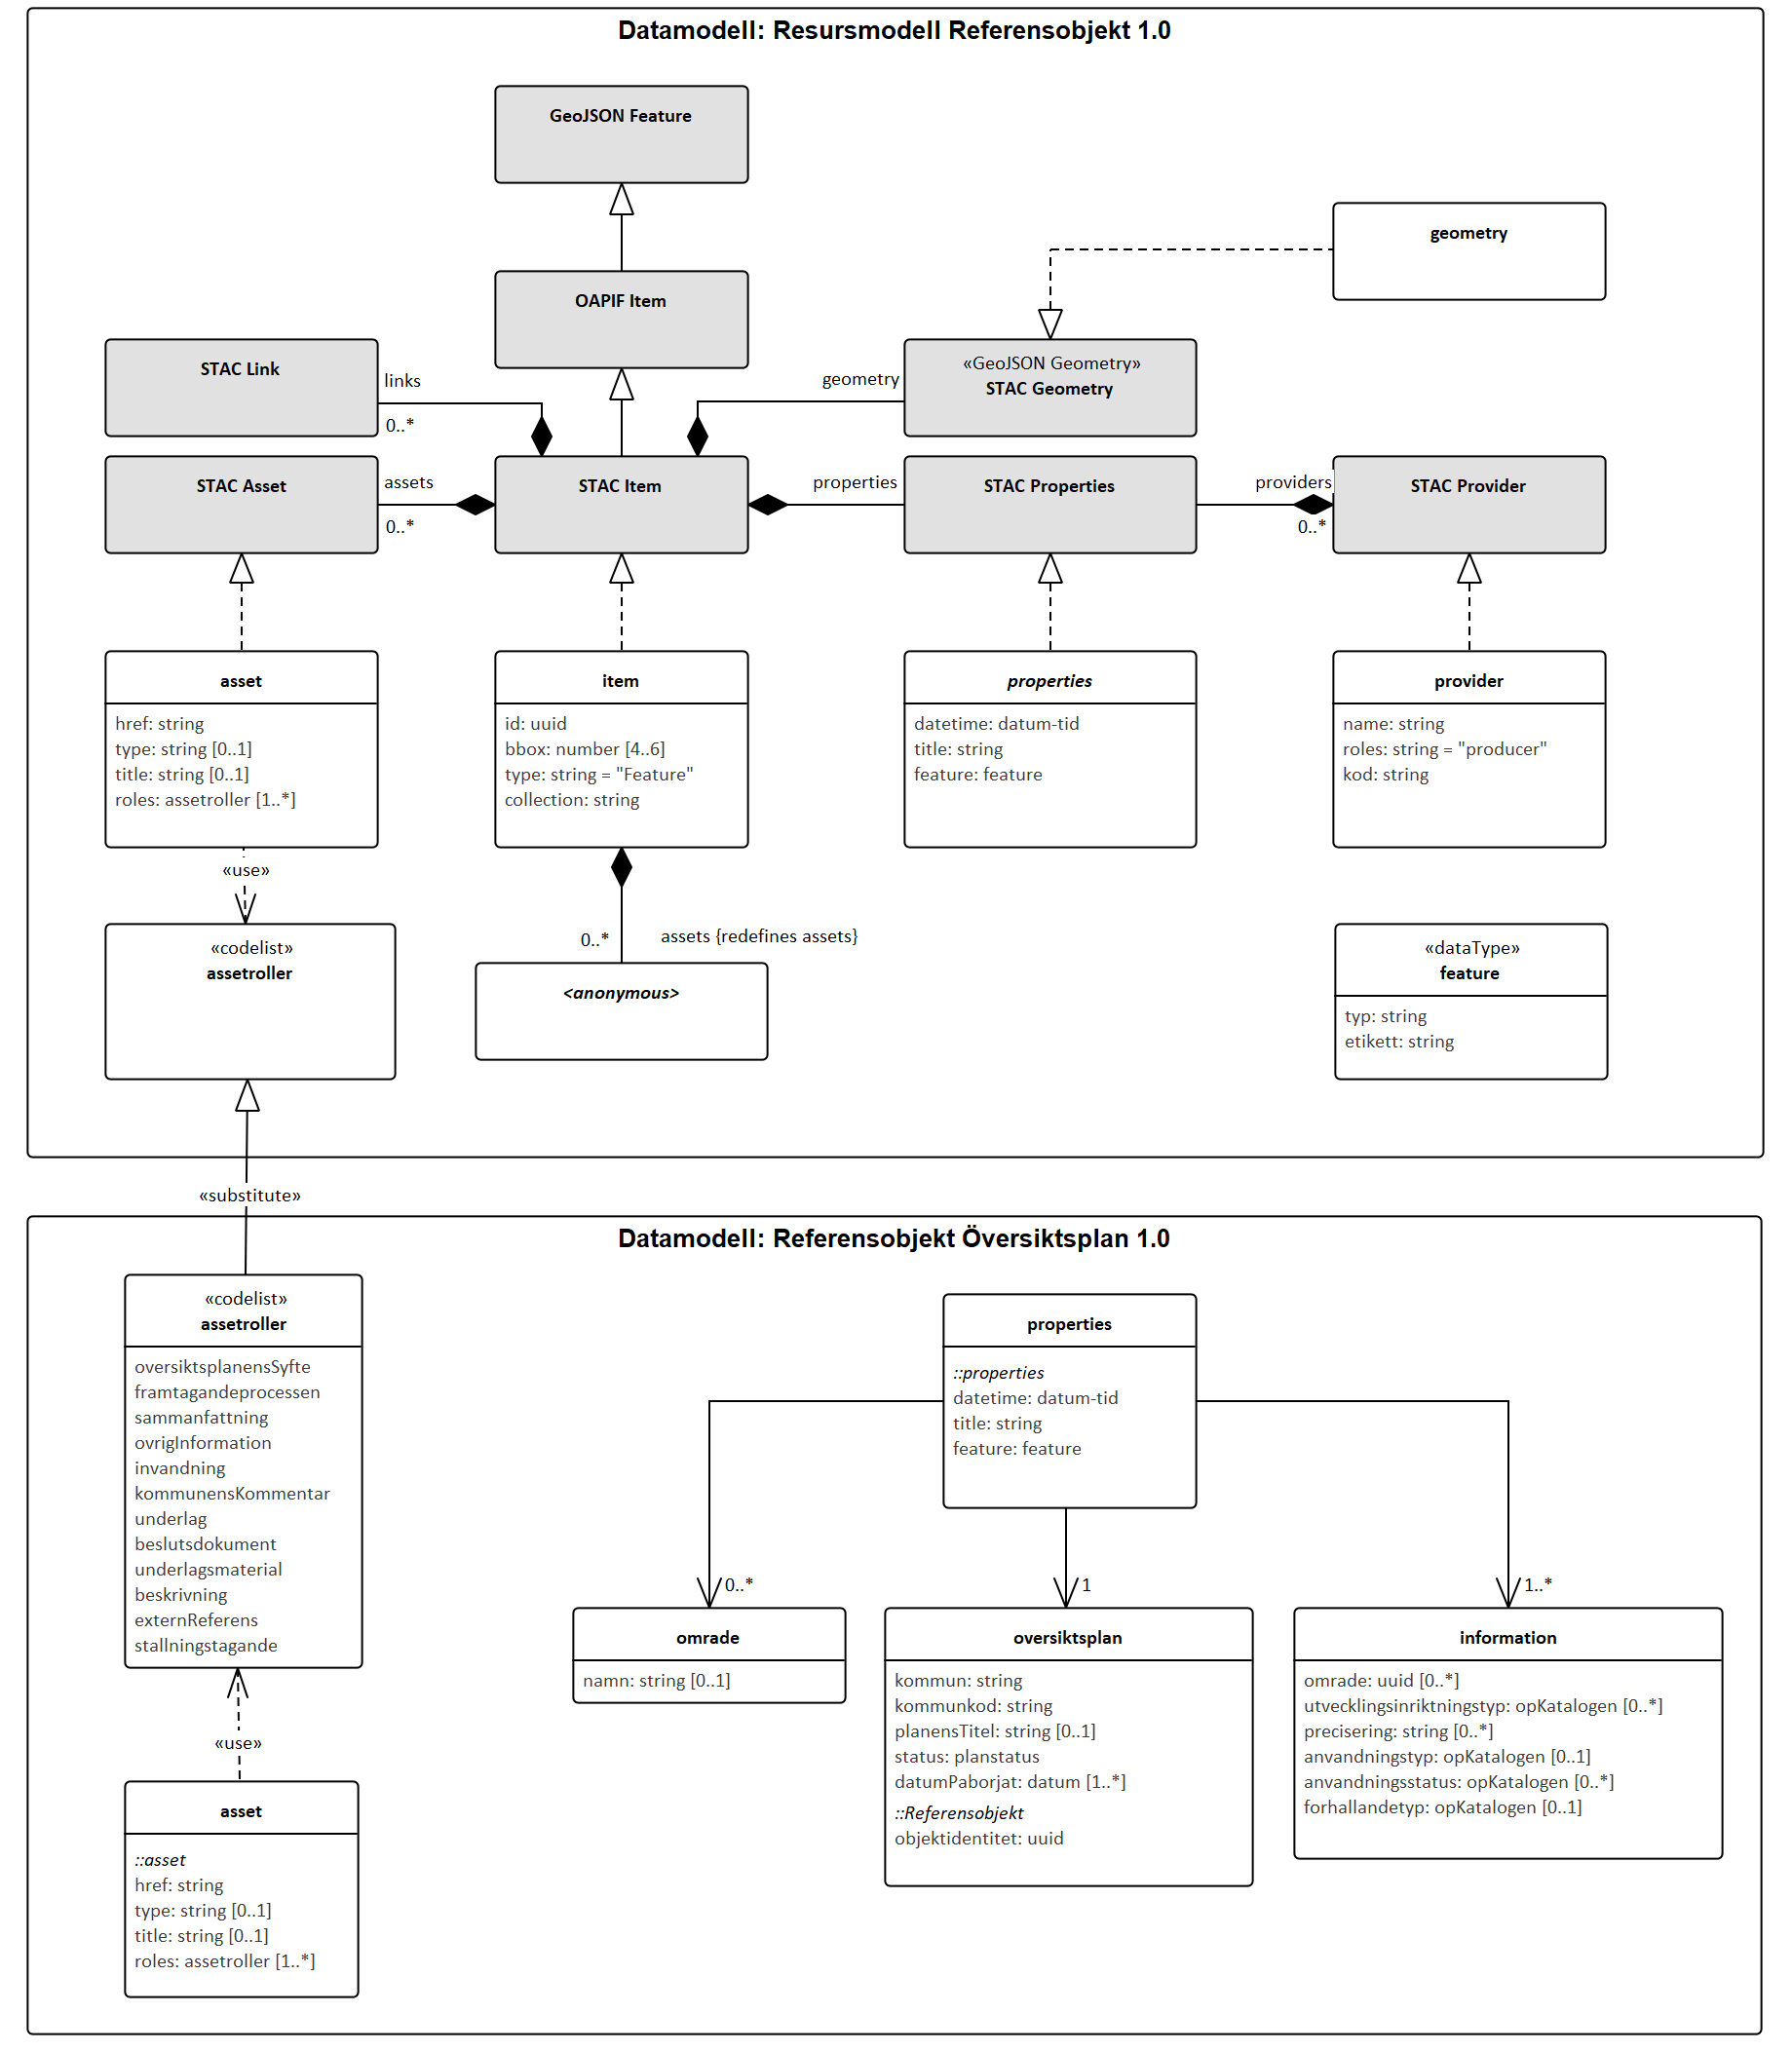 Datamodell: Resursmodell Referensobjekt 1.0
GeoJSON Feature
geometry
OAPIF Item
STAC Link
links
0..*
geometry
«GeoJSON Geometry»
STAC Geometry
STAC Asset
assets
0..*
STAC Item
properties
STAC Properties
providers
0..*
STAC Provider
asset
href: string
type: string [0..1]
title: string [0..1]
roles: assetroller [1..*]
item
id: uuid
bbox: number [4..6]
type: string = "Feature"
collection: string
properties
datetime: datum-tid
title: string
feature: feature
provider
name: string
roles: string = "producer"
kod: string
«use»
«codelist»
assetroller
0..*
assets {redefines assets}
<anonymous>
«dataType»
feature
typ: string
etikett: string
«substitute»
Datamodell: Referensobjekt Översiktsplan 1.0
«codelist»
assetroller
oversiktsplanensSyfte
framtagandeprocessen
sammanfattning
ovrigInformation
invandning
kommunensKommentar
underlag
beslutsdokument
underlagsmaterial
beskrivning
externReferens
stallningstagande
«use»
asset
::asset
href: string
type: string [0..1]
title: string [0..1]
roles: assetroller [1..*]
properties
::properties
datetime: datum-tid
title: string
feature: feature
0..*
1
1..*
omrade
namn: string [0..1]
oversiktsplan
kommun: string
kommunkod: string
planensTitel: string [0..1]
status: planstatus
datumPaborjat: datum [1..*]
::Referensobjekt
objektidentitet: uuid
information
omrade: uuid [0..*]
utvecklingsinriktningstyp: opKatalogen [0..*]
precisering: string [0..*]
anvandningstyp: opKatalogen [0..1]
anvandningsstatus: opKatalogen [0..*]
forhallandetyp: opKatalogen [0..1]